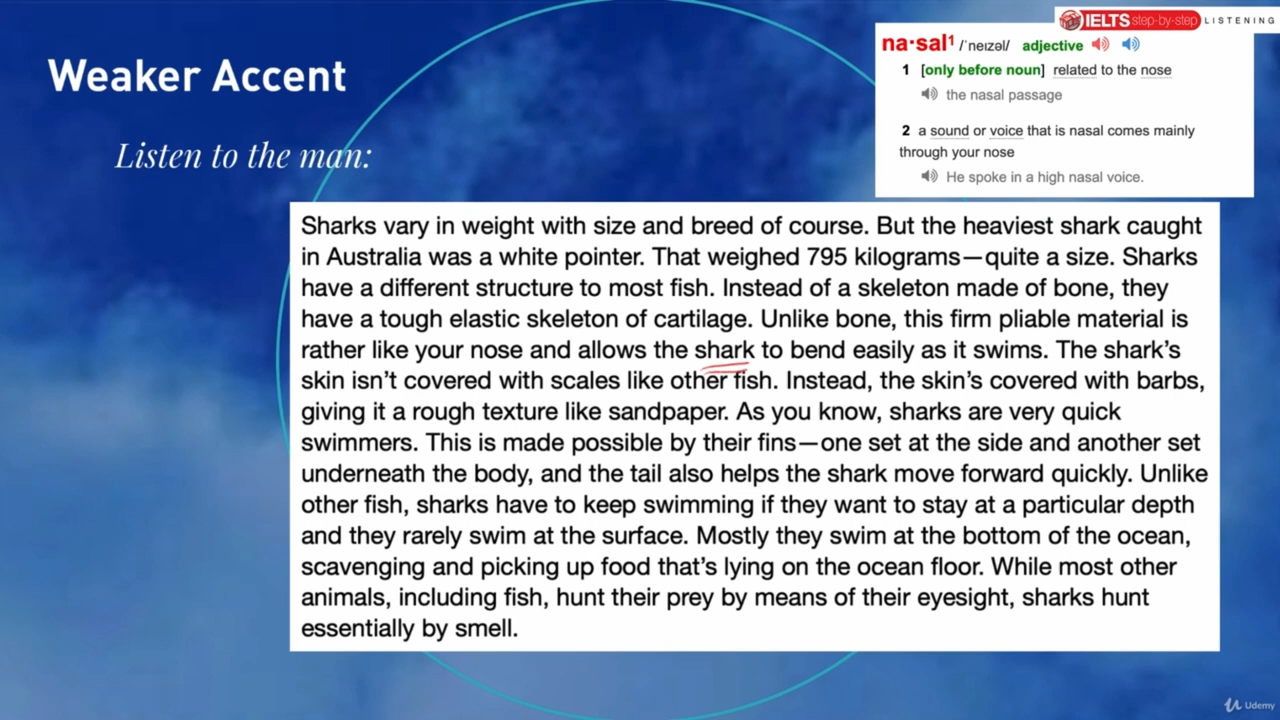 IELTS step-by-step LISTENING
Weaker Accent
Listen to the man:
na·sal¹ /ˈneɪzəl/ adjective
1 [only before noun] related to the nose
the nasal passage
2 a sound or voice that is nasal comes mainly
through your nose
He spoke in a high nasal voice.
Sharks vary in weight with size and breed of course. But the heaviest shark caught
in Australia was a white pointer. That weighed 795 kilograms—quite a size. Sharks
have a different structure to most fish. Instead of a skeleton made of bone, they
have a tough elastic skeleton of cartilage. Unlike bone, this firm pliable material is
rather like your nose and allows the shark to bend easily as it swims. The shark’s
skin isn’t covered with scales like other fish. Instead, the skin’s covered with barbs,
giving it a rough texture like sandpaper. As you know, sharks are very quick
swimmers. This is made possible by their fins—one set at the side and another set
underneath the body, and the tail also helps the shark move forward quickly. Unlike
other fish, sharks have to keep swimming if they want to stay at a particular depth
and they rarely swim at the surface. Mostly they swim at the bottom of the ocean,
scavenging and picking up food that’s lying on the ocean floor. While most other
animals, including fish, hunt their prey by means of their eyesight, sharks hunt
essentially by smell.
Udemy